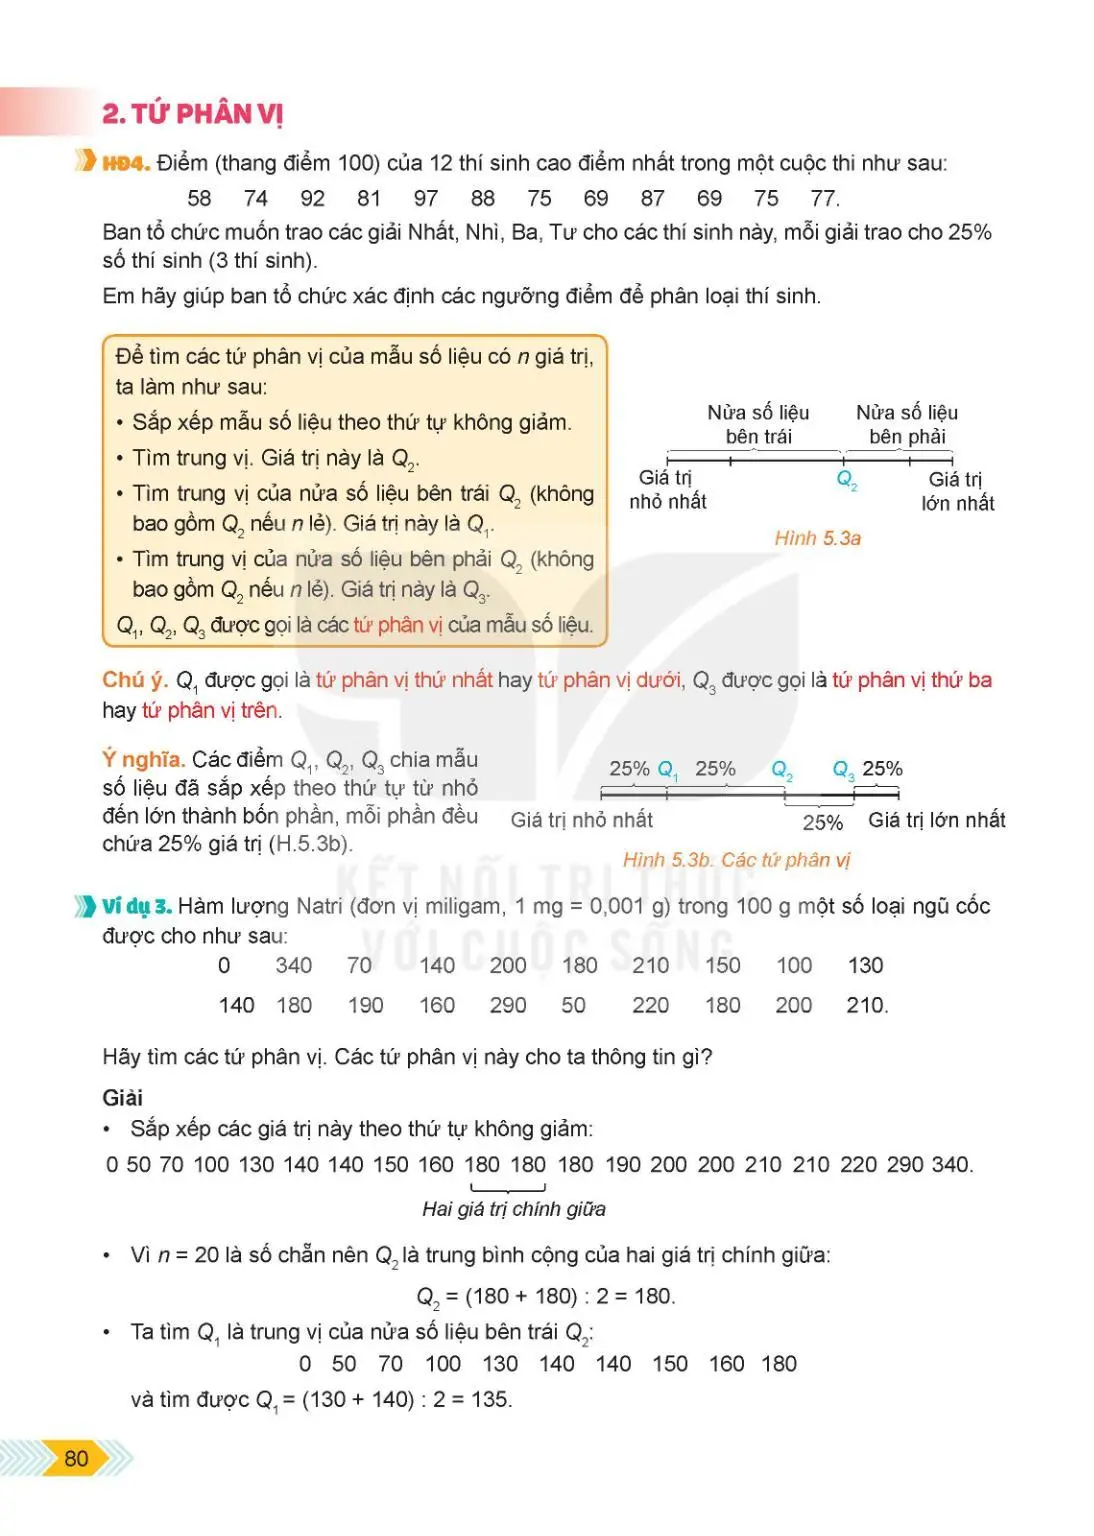 2. TỨ PHÂN VỊ
HĐ4. Điểm (thang điểm 100) của 12 thí sinh cao điểm nhất trong một cuộc thi như sau:
58 74 92 81 97 88 75 69 87 69 75 77.
Ban tổ chức muốn trao các giải Nhất, Nhì, Ba, Tư cho các thí sinh này, mỗi giải trao cho 25%
số thí sinh (3 thí sinh).
Em hãy giúp ban tổ chức xác định các ngưỡng điểm để phân loại thí sinh.
Để tìm các tứ phân vị của mẫu số liệu có n giá trị,
ta làm như sau:
• Sắp xếp mẫu số liệu theo thứ tự không giảm.
• Tìm trung vị. Giá trị này là Q₂.
• Tìm trung vị của nửa số liệu bên trái Q₂ (không
bao gồm Q₂ nếu n lẻ). Giá trị này là Q₁.
• Tìm trung vị của nửa số liệu bên phải Q₂ (không
bao gồm Q₂ nếu n lẻ). Giá trị này là Q₃.
Q₁, Q₂, Q₃ được gọi là các tứ phân vị của mẫu số liệu.
Nửa số liệu Nửa số liệu
bên trái bên phải
Giá trị Q₂ Giá trị
nhỏ nhất lớn nhất
Hình 5.3a
Chú ý. Q₁ được gọi là tứ phân vị thứ nhất hay tứ phân vị dưới, Q₃ được gọi là tứ phân vị thứ ba
hay tứ phân vị trên.
Ý nghĩa. Các điểm Q₁, Q₂, Q₃ chia mẫu
số liệu đã sắp xếp theo thứ tự từ nhỏ
đến lớn thành bốn phần, mỗi phần đều
chứa 25% giá trị (H.5.3b).
25% Q₁ 25% Q₂ Q₃ 25%
Giá trị nhỏ nhất 25% Giá trị lớn nhất
Hình 5.3b. Các tứ phân vị
KẾT NỐI TRI THỨC
VỚI CUỘC SỐNG
Ví dụ 3. Hàm lượng Natri (đơn vị miligam, 1 mg = 0,001 g) trong 100 g một số loại ngũ cốc
được cho như sau:
0 340 70 140 200 180 210 150 100 130
140 180 190 160 290 50 220 180 200 210.
Hãy tìm các tứ phân vị. Các tứ phân vị này cho ta thông tin gì?
Giải
• Sắp xếp các giá trị này theo thứ tự không giảm:
0 50 70 100 130 140 140 150 160 180 180 180 190 200 200 210 210 220 290 340.
Hai giá trị chính giữa
• Vì n = 20 là số chẵn nên Q₂ là trung bình cộng của hai giá trị chính giữa:
Q₂ = (180 + 180) : 2 = 180.
• Ta tìm Q₁ là trung vị của nửa số liệu bên trái Q₂:
0 50 70 100 130 140 140 150 160 180
và tìm được Q₁ = (130 + 140) : 2 = 135.
80